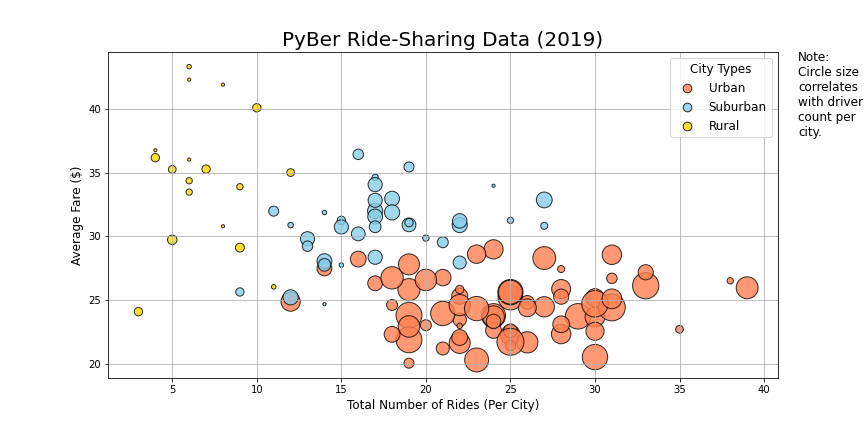 PyBer Ride-Sharing Data (2019)
Note:
Circle size
correlates
with driver
count per
city.
City Types
Urban
Suburban
Rural
Average Fare ($)
40
35
30
25
20
5 10 15 20 25 30 35 40
Total Number of Rides (Per City)